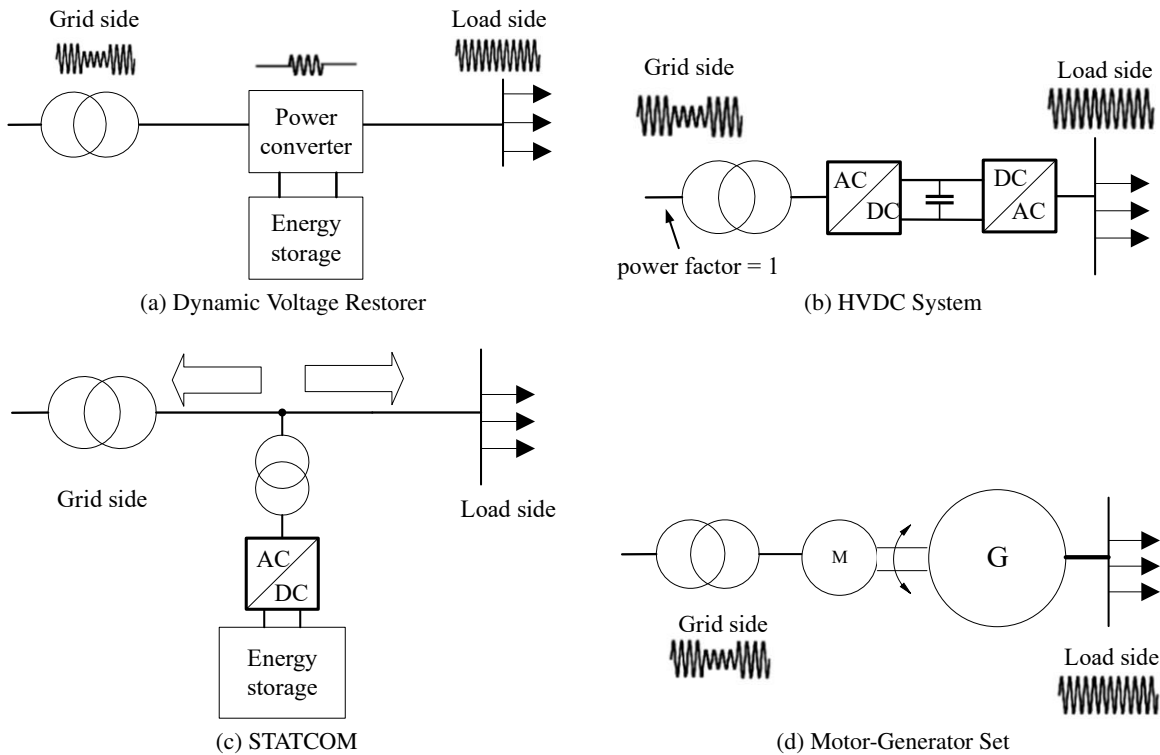 Grid side
Load side
Power
converter
Energy
storage
(a) Dynamic Voltage Restorer
Grid side
Load side
AC
DC
DC
AC
power factor = 1
(b) HVDC System
Grid side
Load side
AC
DC
Energy
storage
(c) STATCOM
M
G
Grid side
Load side
(d) Motor-Generator Set